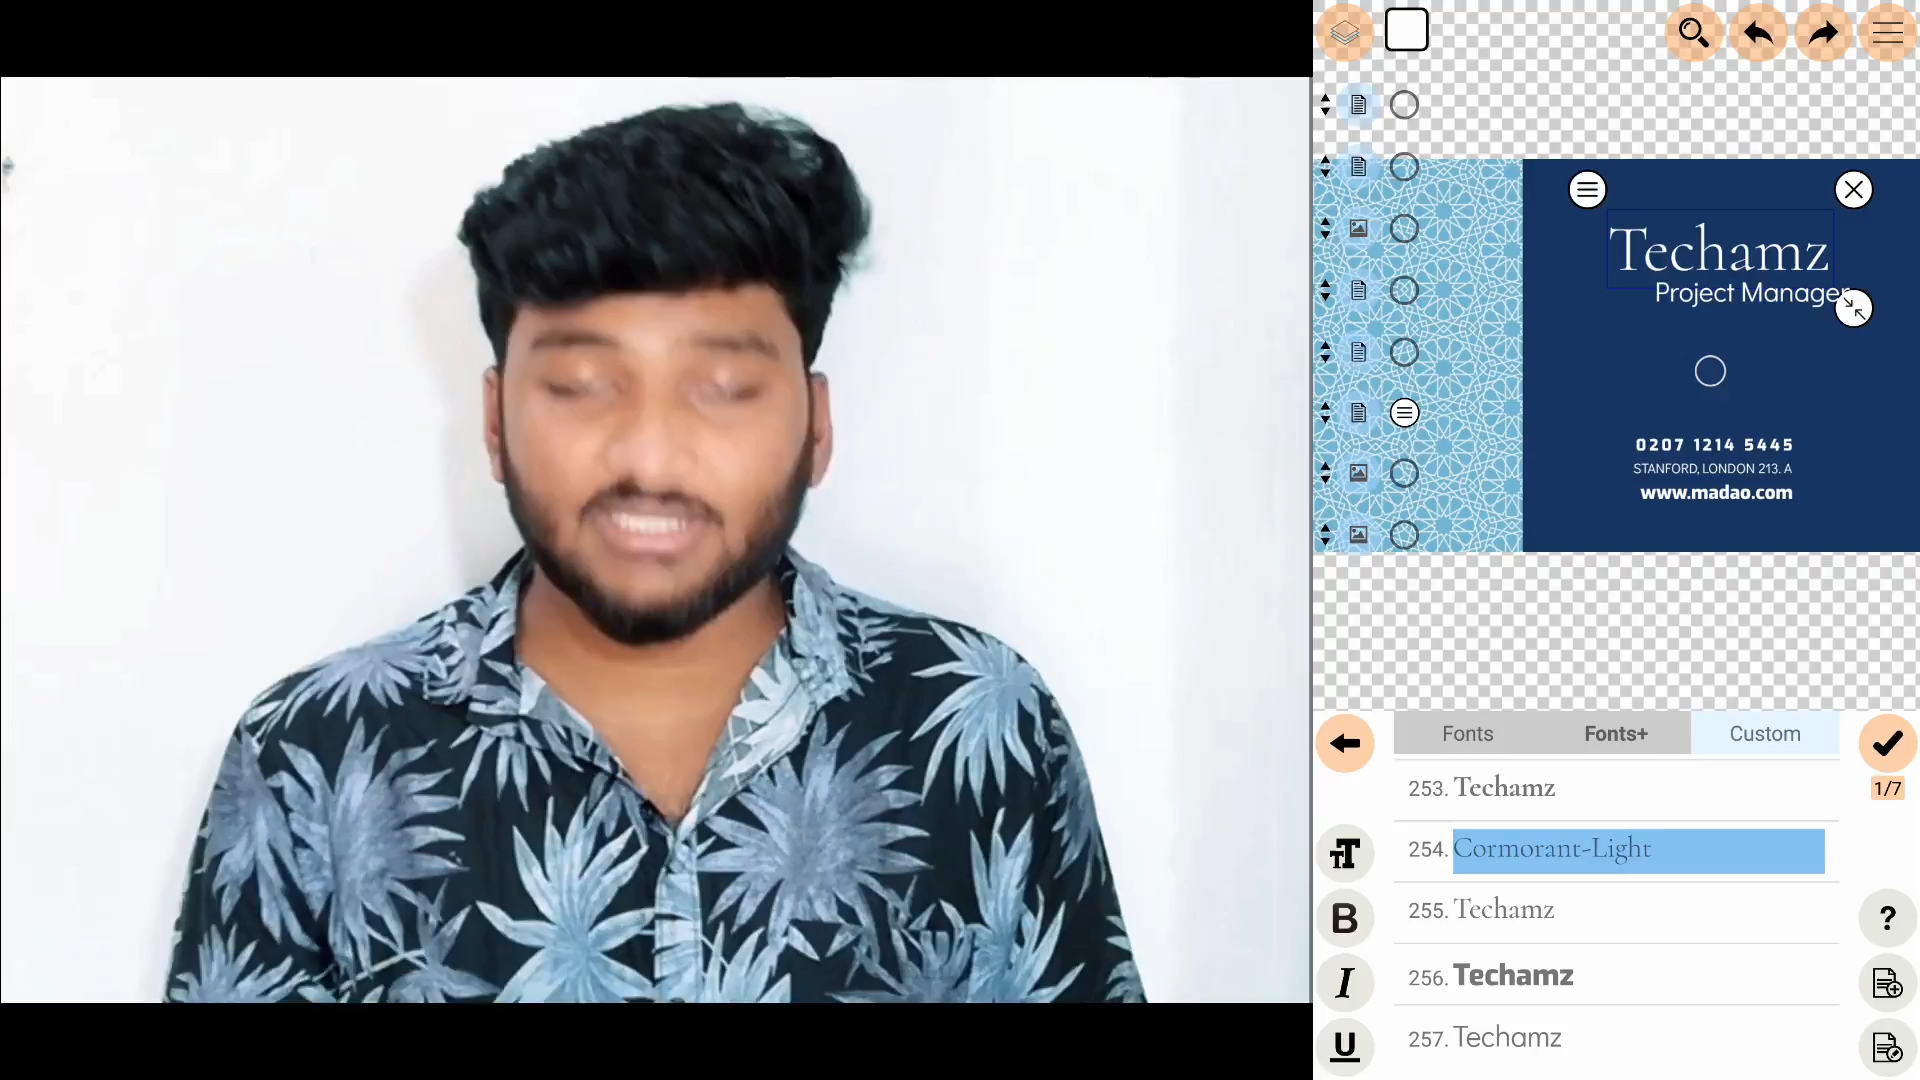 Techamz
Project Manager
0207 1214 5445
STANFORD, LONDON 213. A
www.madao.com
Fonts
Fonts+
Custom
1/7
253. Techamz
254. Cormorant-Light
255. Techamz
256. Techamz
257. Techamz
T T
B
I
U
?